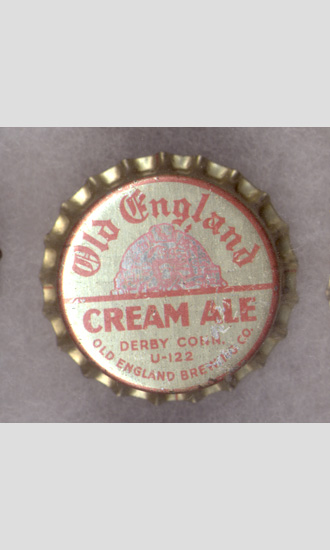 Old England
CREAM ALE
DERBY CONN.
U-122
OLD ENGLAND BREWING CO.